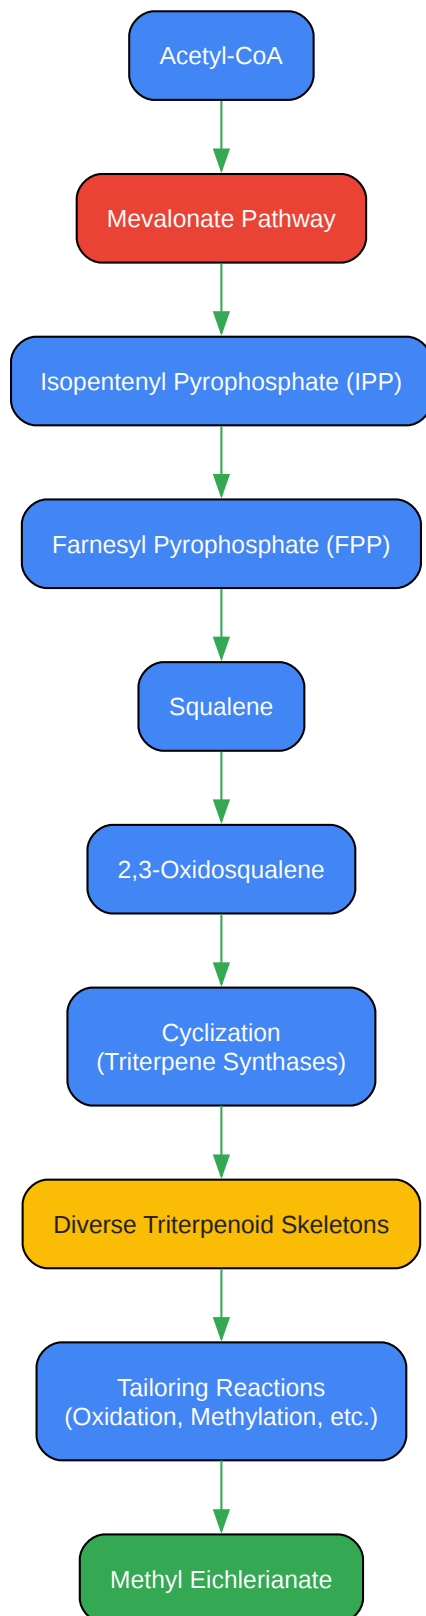 Acetyl-CoA
Mevalonate Pathway
Isopentenyl Pyrophosphate (IPP)
Farnesyl Pyrophosphate (FPP)
Squalene
2,3-Oxidosqualene
Cyclization
(Triterpene Synthases)
Diverse Triterpenoid Skeletons
Tailoring Reactions
(Oxidation, Methylation, etc.)
Methyl Eichlerianate